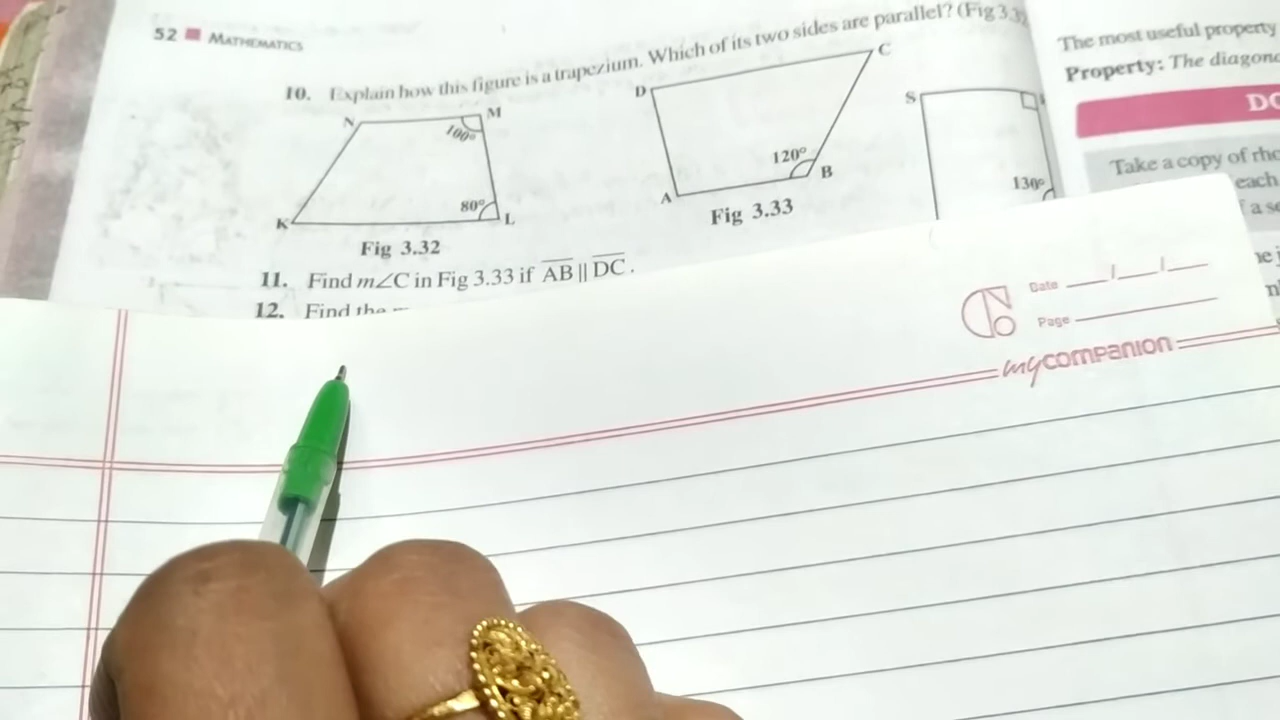 52 ■ MATHEMATICS
10. Explain how this figure is a trapezium. Which of its two sides are parallel? (Fig 3.32
N
M
100°
K
80°
L
Fig 3.32
D
C
120°
A
B
Fig 3.33
S
130°
11. Find m∠C in Fig 3.33 if AB || DC.
12. Find the
The most useful property
Property: The diagona
DO
Take a copy of rho
each
a s
Date
Page
mycompanion